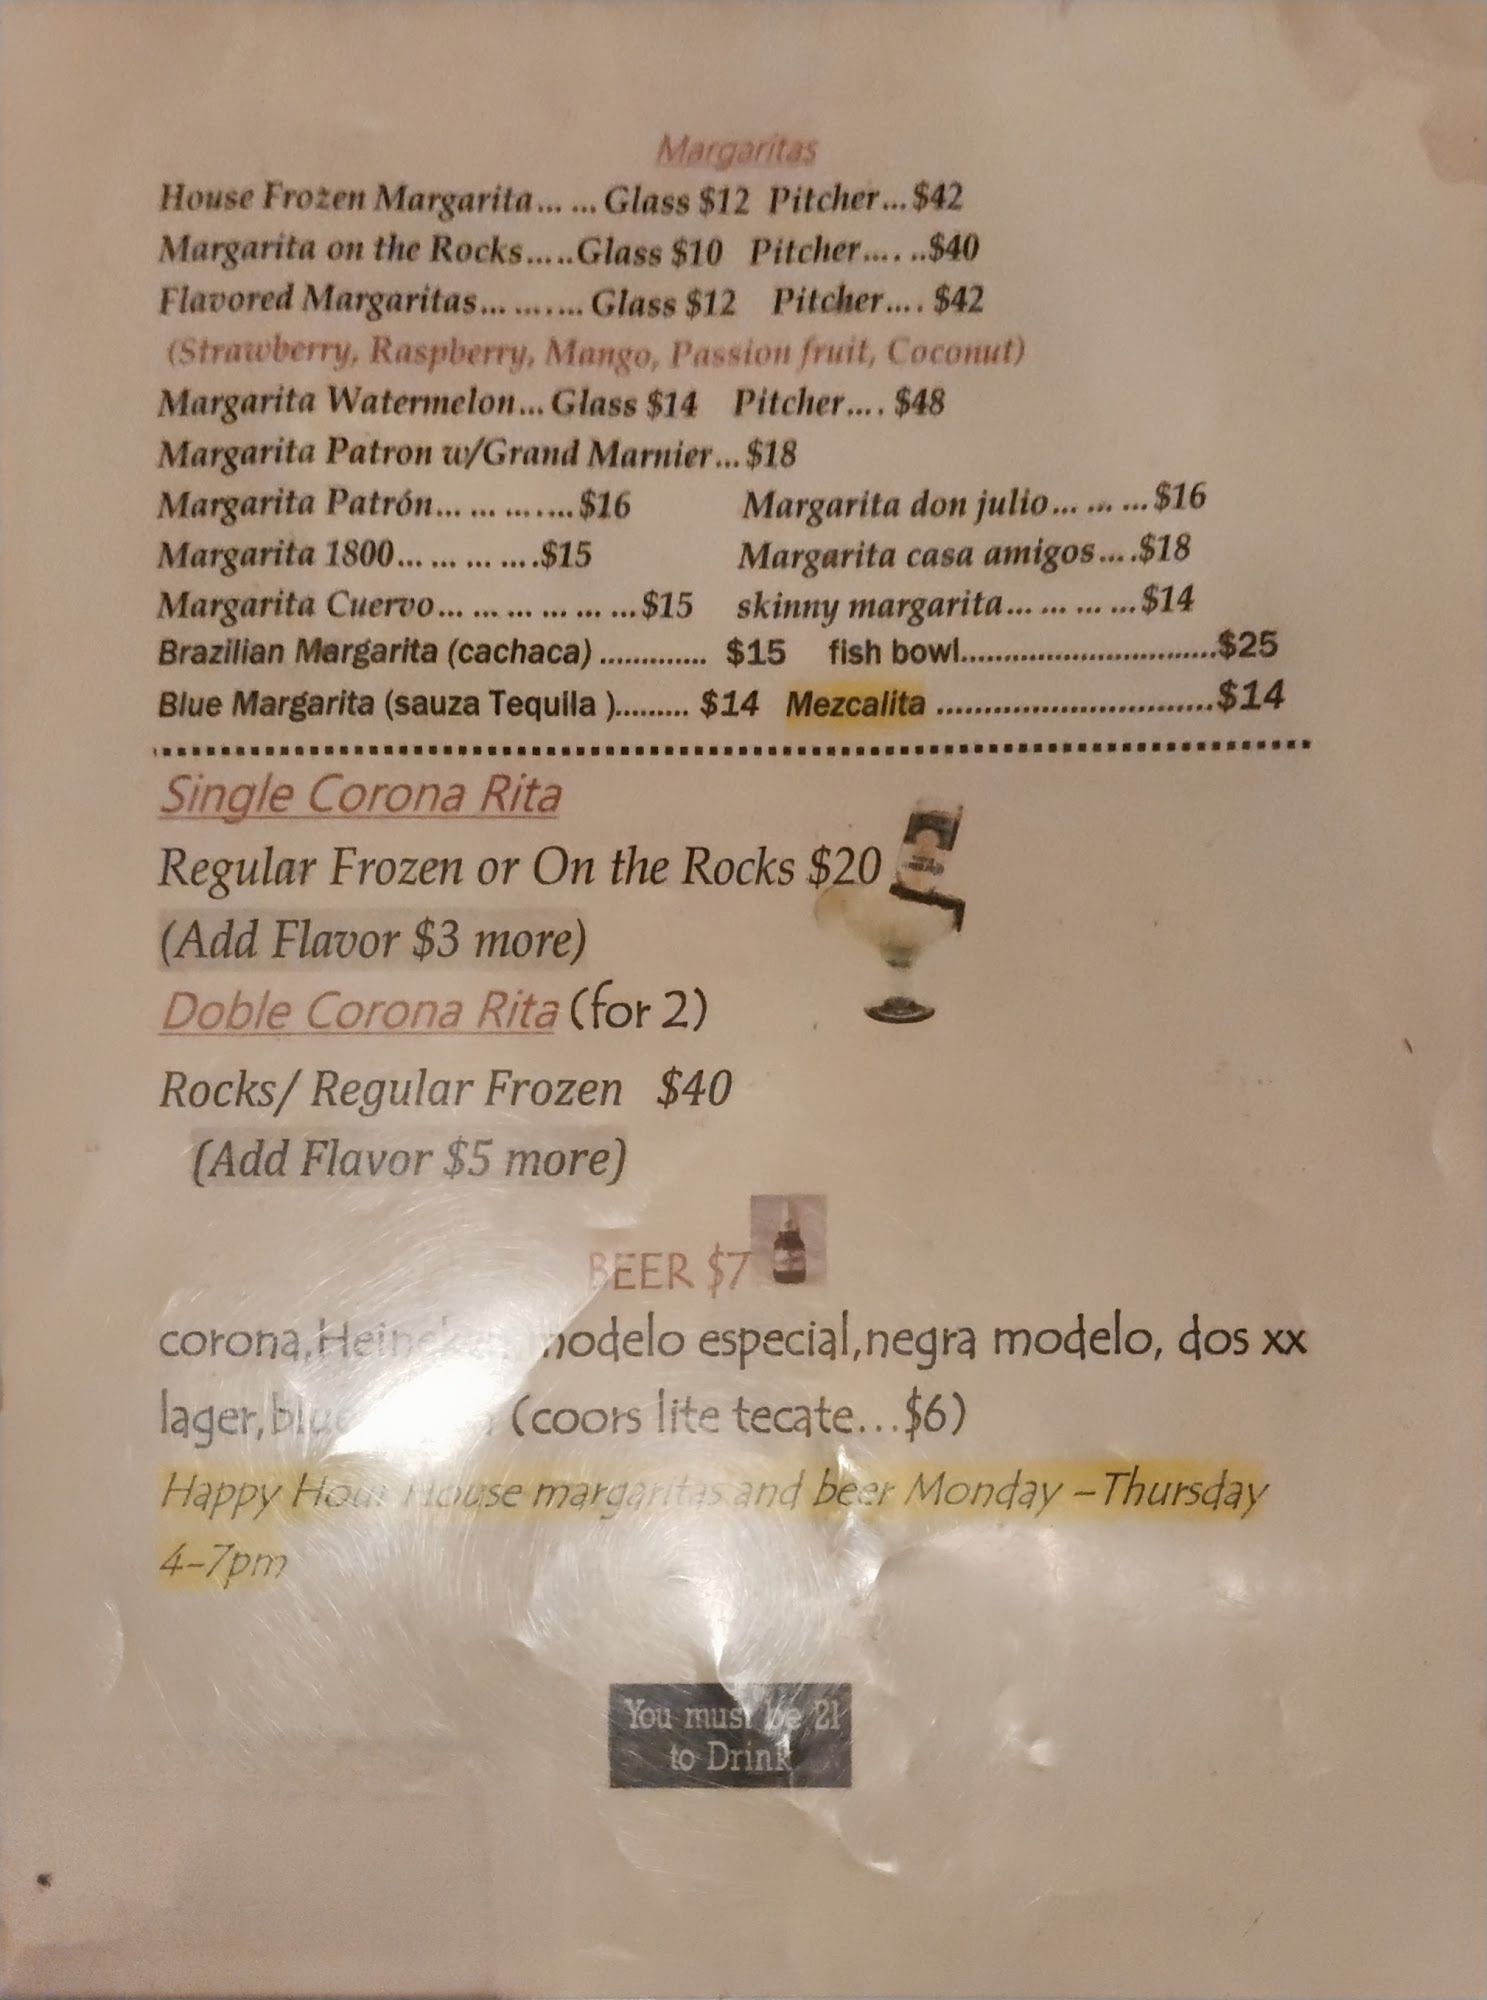 Margaritas
House Frozen Margarita... ... Glass $12 Pitcher... $42
Margarita on the Rocks.....Glass $10 Pitcher.... ..$40
Flavored Margaritas... ....... Glass $12 Pitcher.... $42
(Strawberry, Raspberry, Mango, Passion fruit, Coconut)
Margarita Watermelon... Glass $14 Pitcher.... $48
Margarita Patron w/Grand Marnier... $18
Margarita Patrón... ... ....... $16 Margarita don julio... ... ... $16
Margarita 1800... ... ... ....$15 Margarita casa amigos... .$18
Margarita Cuervo... ... ... ... ... ... $15 skinny margarita... ... ... ... $14
Brazilian Margarita (cachaca) ............. $15 fish bowl...............................$25
Blue Margarita (sauza Tequila )......... $14 Mezcalita .................................$14
Single Corona Rita
Regular Frozen or On the Rocks $20
(Add Flavor $3 more)
Doble Corona Rita (for 2)
Rocks/ Regular Frozen $40
(Add Flavor $5 more)
BEER $7
corona, modelo especial,negra modelo, dos xx
lager, (coors lite tecate...$6)
Happy Hour House margaritas and beer Monday –Thursday
4–7pm
You must be 21
to Drink